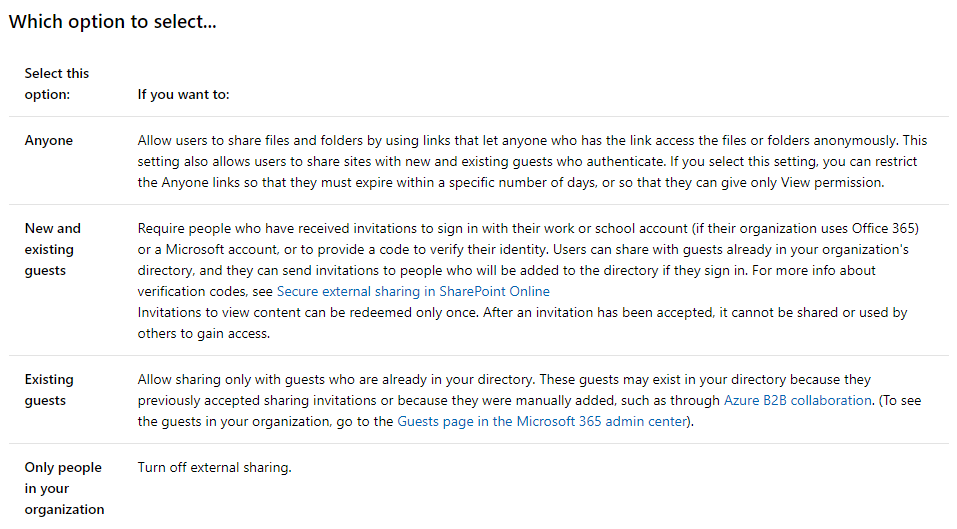 Which option to select...
Select this
option:
If you want to:
Anyone
Allow users to share files and folders by using links that let anyone who has the link access the files or folders anonymously. This
setting also allows users to share sites with new and existing guests who authenticate. If you select this setting, you can restrict
the Anyone links so that they must expire within a specific number of days, or so that they can give only View permission.
New and
existing
guests
Require people who have received invitations to sign in with their work or school account (if their organization uses Office 365)
or a Microsoft account, or to provide a code to verify their identity. Users can share with guests already in your organization's
directory, and they can send invitations to people who will be added to the directory if they sign in. For more info about
verification codes, see Secure external sharing in SharePoint Online
Invitations to view content can be redeemed only once. After an invitation has been accepted, it cannot be shared or used by
others to gain access.
Existing
guests
Allow sharing only with guests who are already in your directory. These guests may exist in your directory because they
previously accepted sharing invitations or because they were manually added, such as through Azure B2B collaboration. (To see
the guests in your organization, go to the Guests page in the Microsoft 365 admin center).
Only people
in your
organization
Turn off external sharing.